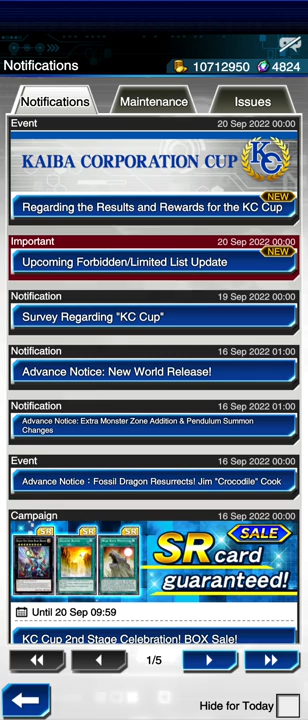 Notifications
10712950
4824
Notifications
Maintenance
Issues
Event
20 Sep 2022 00:00
KAIBA CORPORATION CUP
KC
NEW
Regarding the Results and Rewards for the KC Cup
Important
20 Sep 2022 00:00
NEW
Upcoming Forbidden/Limited List Update
Notification
19 Sep 2022 00:00
Survey Regarding "KC Cup"
Notification
16 Sep 2022 01:00
Advance Notice: New World Release!
Notification
16 Sep 2022 01:00
Advance Notice: Extra Monster Zone Addition & Pendulum Summon
Changes
Event
16 Sep 2022 00:00
Advance Notice：Fossil Dragon Resurrects! Jim "Crocodile" Cook
Campaign
16 Sep 2022 00:00
SR
SR
SR
SALE
SR card
guaranteed!
Until 20 Sep 09:59
KC Cup 2nd Stage Celebration! BOX Sale!
1/5
Hide for Today